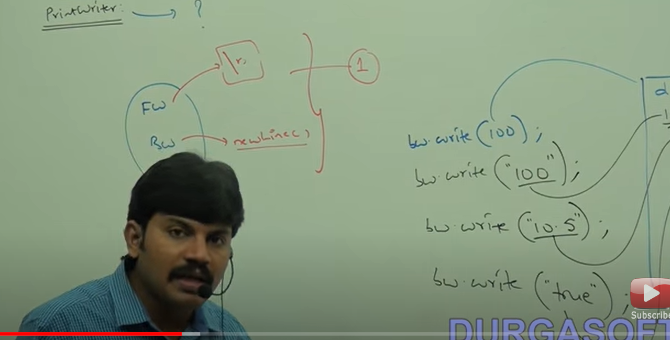 PrintWriter: → ?
\n
1
FW
BW → newLine()
d
bw.write(100);
bw.write("100");
bw.write("10.5");
bw.write("true");
Subscribe
DURGASOFT